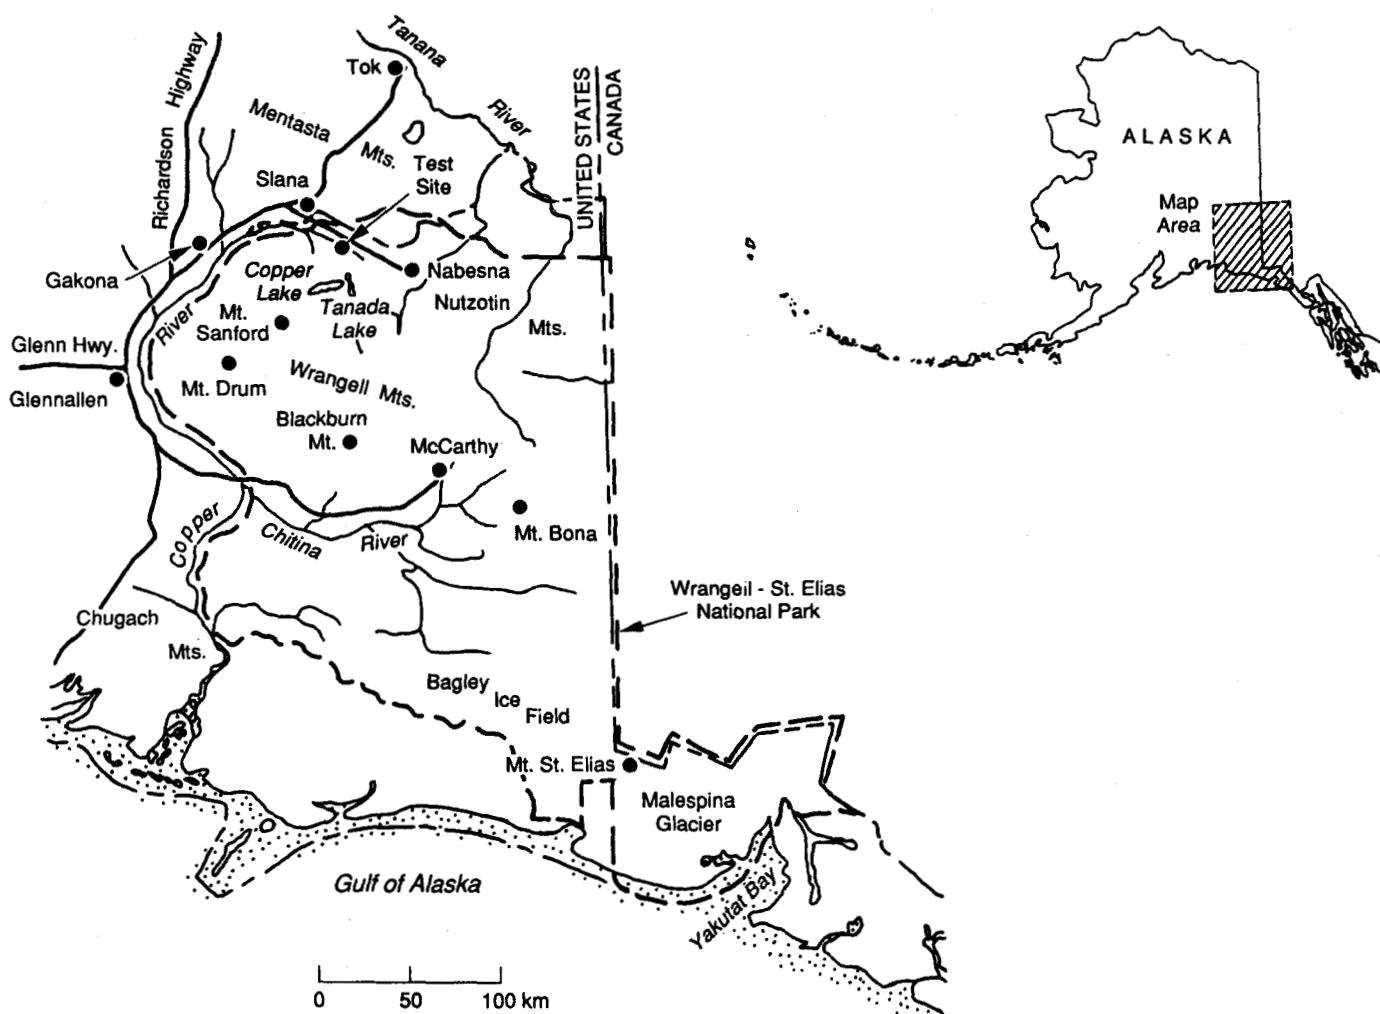 Tanana
River
Tok
Richardson Highway
Mentasta
Mts.
UNITED STATES
CANADA
Test
Site
Slana
Gakona
Copper
Lake
Tanada
Lake
Nabesna
Nutzotin
Mts.
River
Mt.
Sanford
Glenn Hwy.
Glennallen
Mt. Drum
Wrangell Mts.
Blackburn
Mt.
McCarthy
Mt. Bona
Copper
Chitina
River
Wrangeil - St. Elias
National Park
Chugach
Mts.
Bagley
Ice
Field
Mt. St. Elias
Malespina
Glacier
Gulf of Alaska
Yakutat Bay
0 50 100 km
ALASKA
Map
Area